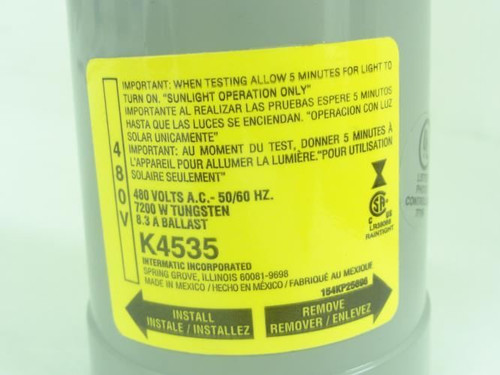 IMPORTANT: WHEN TESTING ALLOW 5 MINUTES FOR LIGHT TO
TURN ON. "SUNLIGHT OPERATION ONLY"
IMPORTANTE AL REALIZAR LAS PRUEBAS ESPERE 5 MINUTOS
HASTA QUE LAS LUCES SE ENCIENDAN. "OPERACION CON LUZ
SOLAR UNICAMENTE"
IMPORTANT: AU MOMENT DU TEST, DONNER 5 MINUTES À
L'APPAREIL POUR ALLUMER LA LUMIÈRE. "POUR UTILISATION
SOLAIRE SEULEMENT"
480V
480 VOLTS A.C.- 50/60 HZ.
7200 W TUNGSTEN
8.3 A BALLAST
K4535
INTERMATIC INCORPORATED
SPRING GROVE, ILLINOIS 60081-9698
MADE IN MEXICO / HECHO EN MÉXICO / FABRIQUÉ AU MEXIQUE
C US
RAINTIGHT
INSTALL
INSTALE / INSTALLEZ
REMOVE
REMOVER / ENLEVEZ